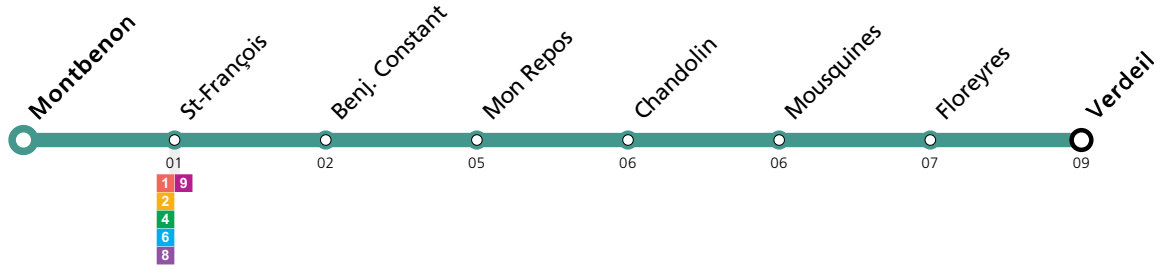 Montbenon
St-François
Benj. Constant
Mon Repos
Chandolin
Mousquines
Floreyres
Verdeil
01 02 05 06 06 07 09
1 9
2
4
6
8